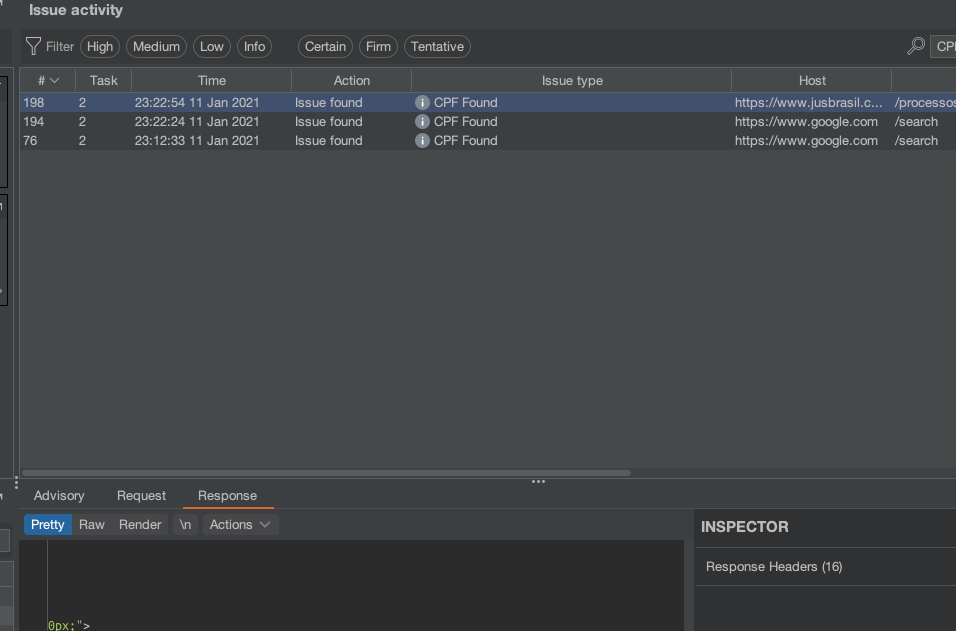 Issue activity
Filter High Medium Low Info Certain Firm Tentative
# Task Time Action Issue type Host
198 2 23:22:54 11 Jan 2021 Issue found CPF Found https://www.jusbrasil.c... /processos
194 2 23:22:24 11 Jan 2021 Issue found CPF Found https://www.google.com /search
76 2 23:12:33 11 Jan 2021 Issue found CPF Found https://www.google.com /search
Advisory Request Response
Pretty Raw Render \n Actions
INSPECTOR
Response Headers (16)
0px;">